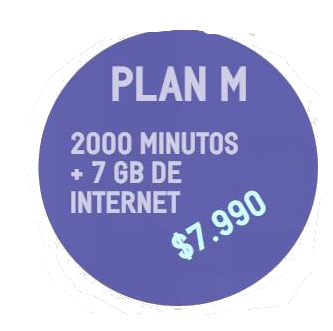 PLAN M
2000 MINUTOS
+ 7 GB DE
INTERNET
$7.990